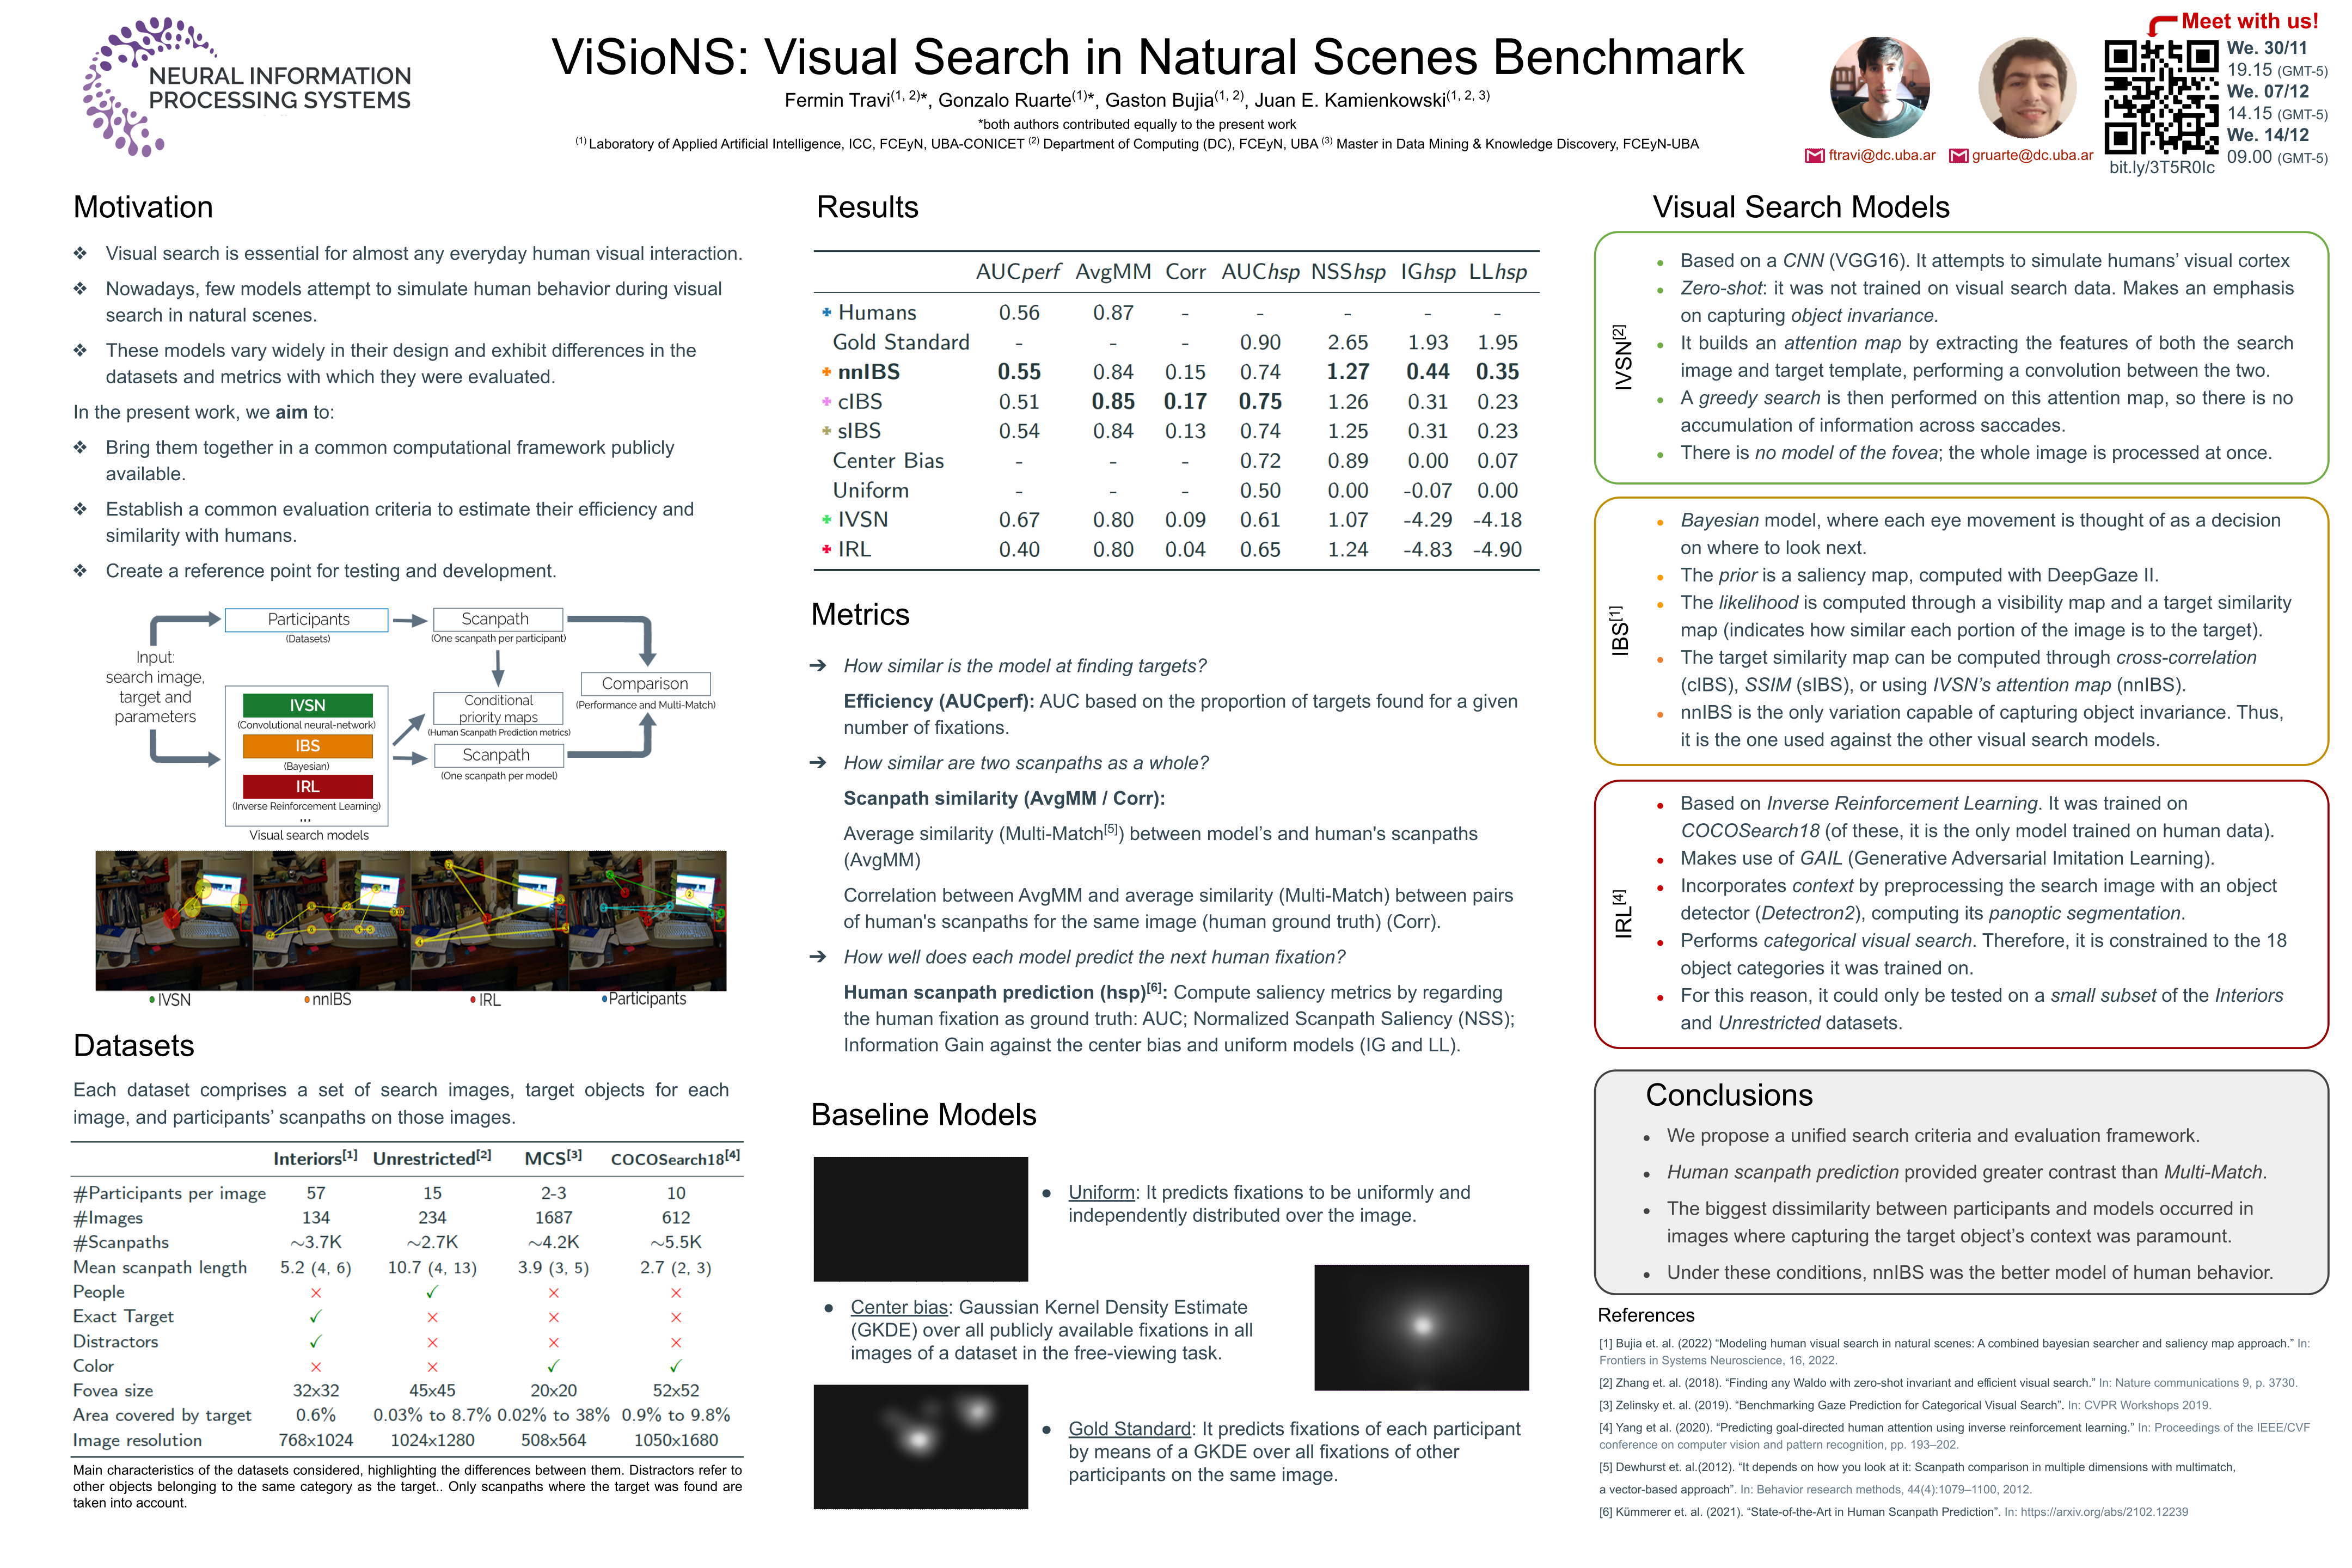 NEURAL INFORMATION
PROCESSING SYSTEMS
ViSioNS: Visual Search in Natural Scenes Benchmark
Fermin Travi(1, 2)*, Gonzalo Ruarte(1)*, Gaston Bujia(1, 2), Juan E. Kamienkowski(1, 2, 3)
*both authors contributed equally to the present work
(1) Laboratory of Applied Artificial Intelligence, ICC, FCEyN, UBA-CONICET (2) Department of Computing (DC), FCEyN, UBA (3) Master in Data Mining & Knowledge Discovery, FCEyN-UBA
ftravi@dc.uba.ar
gruarte@dc.uba.ar
Meet with us!
We. 30/11
19.15 (GMT-5)
We. 07/12
14.15 (GMT-5)
We. 14/12
09.00 (GMT-5)
bit.ly/3T5R0Ic
Motivation
❖ Visual search is essential for almost any everyday human visual interaction.
❖ Nowadays, few models attempt to simulate human behavior during visual
search in natural scenes.
❖ These models vary widely in their design and exhibit differences in the
datasets and metrics with which they were evaluated.
In the present work, we aim to:
❖ Bring them together in a common computational framework publicly
available.
❖ Establish a common evaluation criteria to estimate their efficiency and
similarity with humans.
❖ Create a reference point for testing and development.
Input:
search image,
target and
parameters
Participants
(Datasets)
Scanpath
(One scanpath per participant)
IVSN
(Convolutional neural-network)
IBS
(Bayesian)
IRL
(Inverse Reinforcement Learning)
...
Visual search models
Conditional
priority maps
(Human Scanpath Prediction metrics)
Scanpath
(One scanpath per model)
Comparison
(Performance and Multi-Match)
IVSN
nnIBS
IRL
Participants
Datasets
Each dataset comprises a set of search images, target objects for each
image, and participants' scanpaths on those images.
Interiors[1] Unrestricted[2] MCS[3] COCOSearch18[4]
#Participants per image 57 15 2-3 10
#Images 134 234 1687 612
#Scanpaths ~3.7K ~2.7K ~4.2K ~5.5K
Mean scanpath length 5.2 (4, 6) 10.7 (4, 13) 3.9 (3, 5) 2.7 (2, 3)
People × ✓ × ×
Exact Target ✓ × × ×
Distractors ✓ × × ×
Color × × ✓ ✓
Fovea size 32x32 45x45 20x20 52x52
Area covered by target 0.6% 0.03% to 8.7% 0.02% to 38% 0.9% to 9.8%
Image resolution 768x1024 1024x1280 508x564 1050x1680
Main characteristics of the datasets considered, highlighting the differences between them. Distractors refer to
other objects belonging to the same category as the target.. Only scanpaths where the target was found are
taken into account.
Results
AUCperf AvgMM Corr AUChsp NSShsp IGhsp LLhsp
Humans 0.56 0.87 - - - - -
Gold Standard - - - 0.90 2.65 1.93 1.95
nnIBS 0.55 0.84 0.15 0.74 1.27 0.44 0.35
cIBS 0.51 0.85 0.17 0.75 1.26 0.31 0.23
sIBS 0.54 0.84 0.13 0.74 1.25 0.31 0.23
Center Bias - - - 0.72 0.89 0.00 0.07
Uniform - - - 0.50 0.00 -0.07 0.00
IVSN 0.67 0.80 0.09 0.61 1.07 -4.29 -4.18
IRL 0.40 0.80 0.04 0.65 1.24 -4.83 -4.90
Metrics
➔ How similar is the model at finding targets?
Efficiency (AUCperf): AUC based on the proportion of targets found for a given
number of fixations.
➔ How similar are two scanpaths as a whole?
Scanpath similarity (AvgMM / Corr):
Average similarity (Multi-Match[5]) between model's and human's scanpaths
(AvgMM)
Correlation between AvgMM and average similarity (Multi-Match) between pairs
of human's scanpaths for the same image (human ground truth) (Corr).
➔ How well does each model predict the next human fixation?
Human scanpath prediction (hsp)[6]: Compute saliency metrics by regarding
the human fixation as ground truth: AUC; Normalized Scanpath Saliency (NSS);
Information Gain against the center bias and uniform models (IG and LL).
Baseline Models
● Uniform: It predicts fixations to be uniformly and
independently distributed over the image.
● Center bias: Gaussian Kernel Density Estimate
(GKDE) over all publicly available fixations in all
images of a dataset in the free-viewing task.
● Gold Standard: It predicts fixations of each participant
by means of a GKDE over all fixations of other
participants on the same image.
Visual Search Models
IVSN[2]
● Based on a CNN (VGG16). It attempts to simulate humans' visual cortex
● Zero-shot: it was not trained on visual search data. Makes an emphasis
on capturing object invariance.
● It builds an attention map by extracting the features of both the search
image and target template, performing a convolution between the two.
● A greedy search is then performed on this attention map, so there is no
accumulation of information across saccades.
● There is no model of the fovea; the whole image is processed at once.
IBS[1]
● Bayesian model, where each eye movement is thought of as a decision
on where to look next.
● The prior is a saliency map, computed with DeepGaze II.
● The likelihood is computed through a visibility map and a target similarity
map (indicates how similar each portion of the image is to the target).
● The target similarity map can be computed through cross-correlation
(cIBS), SSIM (sIBS), or using IVSN's attention map (nnIBS).
● nnIBS is the only variation capable of capturing object invariance. Thus,
it is the one used against the other visual search models.
IRL[4]
● Based on Inverse Reinforcement Learning. It was trained on
COCOSearch18 (of these, it is the only model trained on human data).
● Makes use of GAIL (Generative Adversarial Imitation Learning).
● Incorporates context by preprocessing the search image with an object
detector (Detectron2), computing its panoptic segmentation.
● Performs categorical visual search. Therefore, it is constrained to the 18
object categories it was trained on.
● For this reason, it could only be tested on a small subset of the Interiors
and Unrestricted datasets.
Conclusions
● We propose a unified search criteria and evaluation framework.
● Human scanpath prediction provided greater contrast than Multi-Match.
● The biggest dissimilarity between participants and models occurred in
images where capturing the target object's context was paramount.
● Under these conditions, nnIBS was the better model of human behavior.
References
[1] Bujia et. al. (2022) “Modeling human visual search in natural scenes: A combined bayesian searcher and saliency map approach.” In:
Frontiers in Systems Neuroscience, 16, 2022.
[2] Zhang et. al. (2018). “Finding any Waldo with zero-shot invariant and efficient visual search.” In: Nature communications 9, p. 3730.
[3] Zelinsky et. al. (2019). “Benchmarking Gaze Prediction for Categorical Visual Search”. In: CVPR Workshops 2019.
[4] Yang et al. (2020). “Predicting goal-directed human attention using inverse reinforcement learning.” In: Proceedings of the IEEE/CVF
conference on computer vision and pattern recognition, pp. 193–202.
[5] Dewhurst et. al.(2012). “It depends on how you look at it: Scanpath comparison in multiple dimensions with multimatch,
a vector-based approach”. In: Behavior research methods, 44(4):1079–1100, 2012.
[6] Kümmerer et. al. (2021). “State-of-the-Art in Human Scanpath Prediction”. In: https://arxiv.org/abs/2102.12239